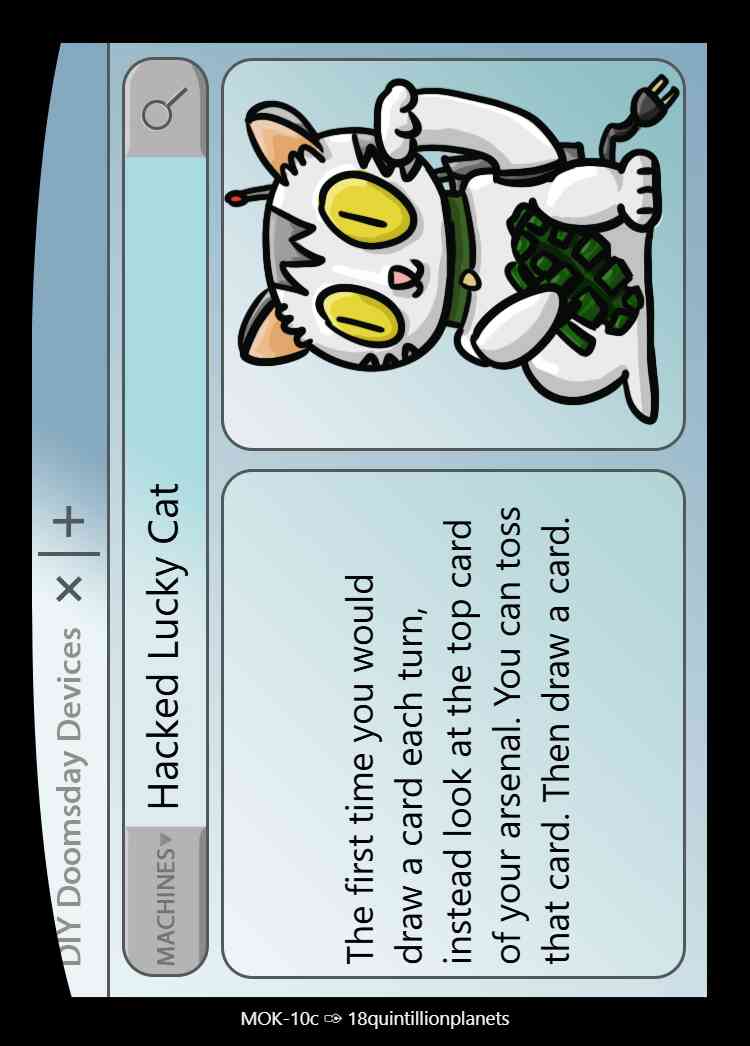 DIY Doomsday Devices × +
MACHINES▾ Hacked Lucky Cat
The first time you would
draw a card each turn,
instead look at the top card
of your arsenal. You can toss
that card. Then draw a card.
MOK-10c ✑ 18quintillionplanets